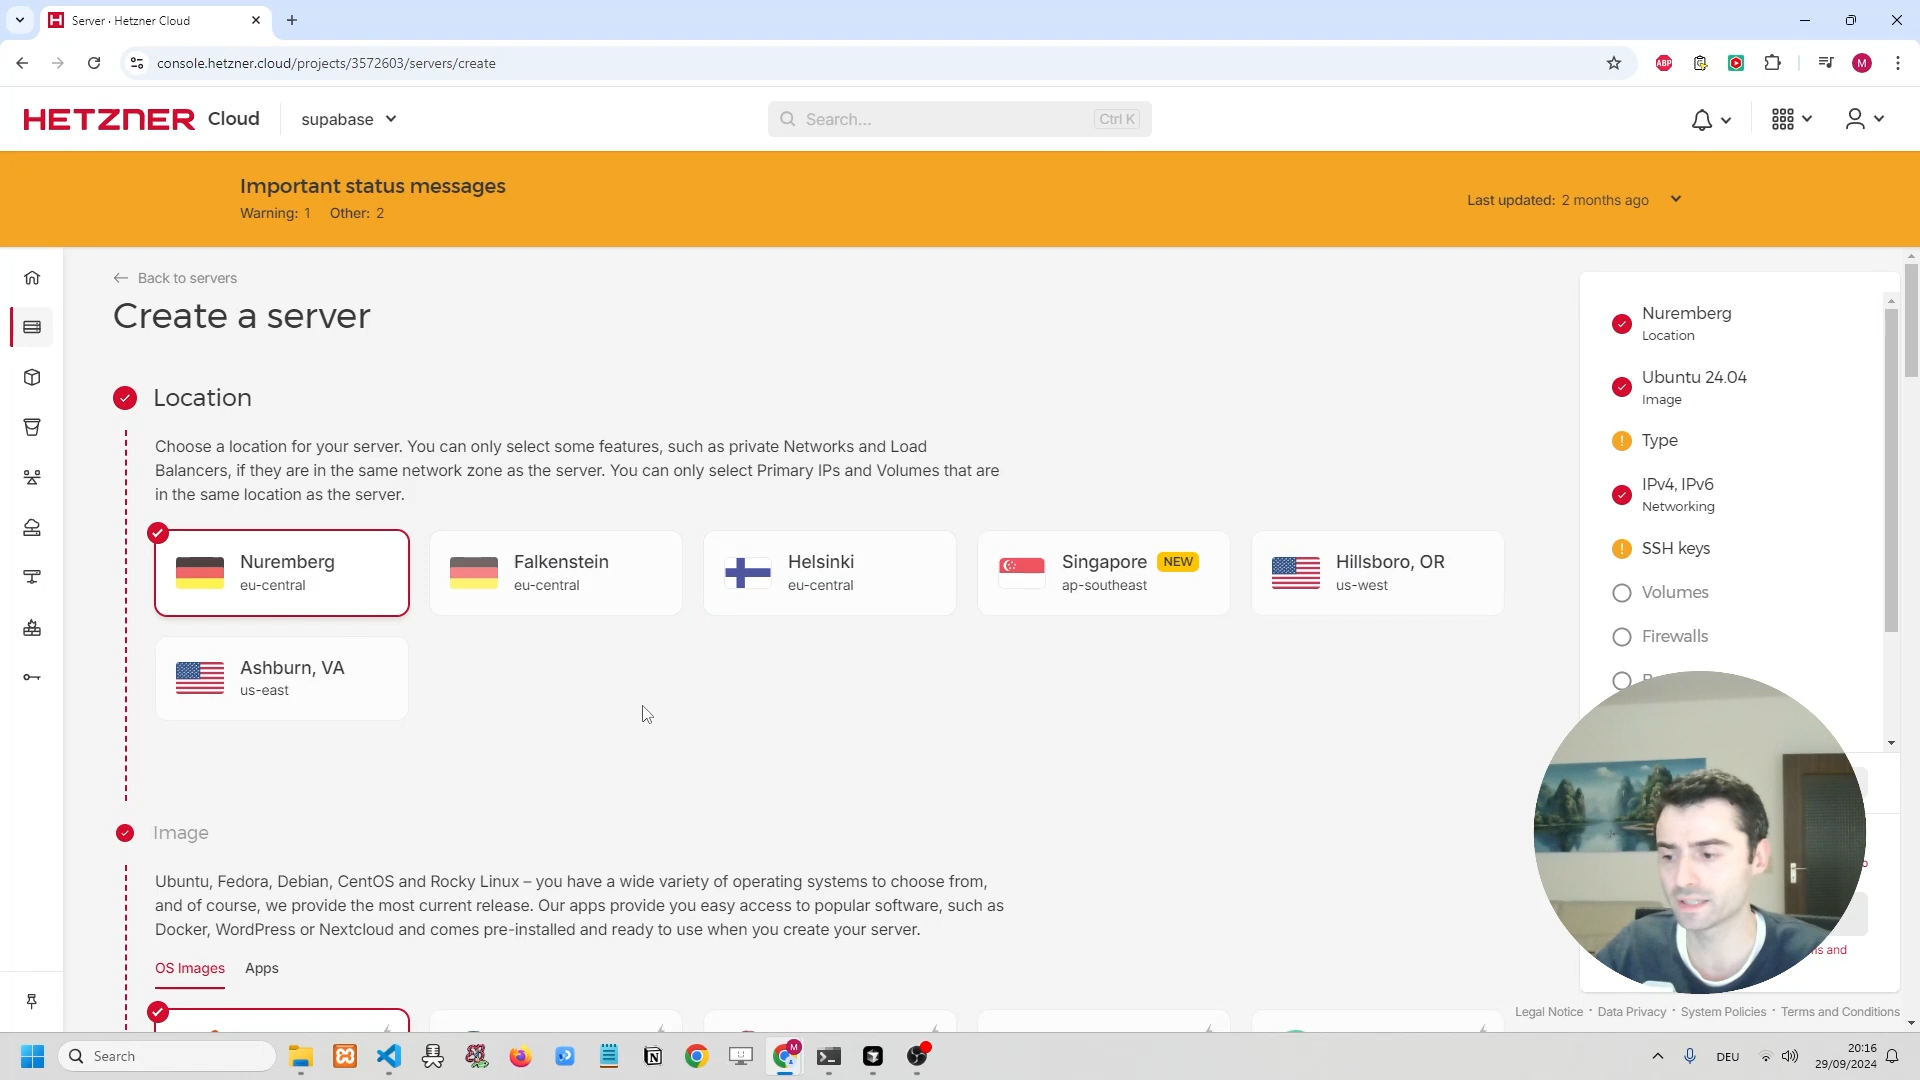 Server · Hetzner Cloud
console.hetzner.cloud/projects/3572603/servers/create
ABP
M
HETZNER Cloud
supabase
Search...
Ctrl K
Important status messages
Warning: 1 Other: 2
Last updated: 2 months ago
Back to servers
Create a server
Location
Choose a location for your server. You can only select some features, such as private Networks and Load
Balancers, if they are in the same network zone as the server. You can only select Primary IPs and Volumes that are
in the same location as the server.
Nuremberg
eu-central
Falkenstein
eu-central
Helsinki
eu-central
Singapore NEW
ap-southeast
Hillsboro, OR
us-west
Ashburn, VA
us-east
Image
Ubuntu, Fedora, Debian, CentOS and Rocky Linux – you have a wide variety of operating systems to choose from,
and of course, we provide the most current release. Our apps provide you easy access to popular software, such as
Docker, WordPress or Nextcloud and comes pre-installed and ready to use when you create your server.
OS Images
Apps
Nuremberg
Location
Ubuntu 24.04
Image
Type
IPv4, IPv6
Networking
SSH keys
Volumes
Firewalls
and
Legal Notice · Data Privacy · System Policies · Terms and Conditions
Search
M
DEU
20:16
29/09/2024